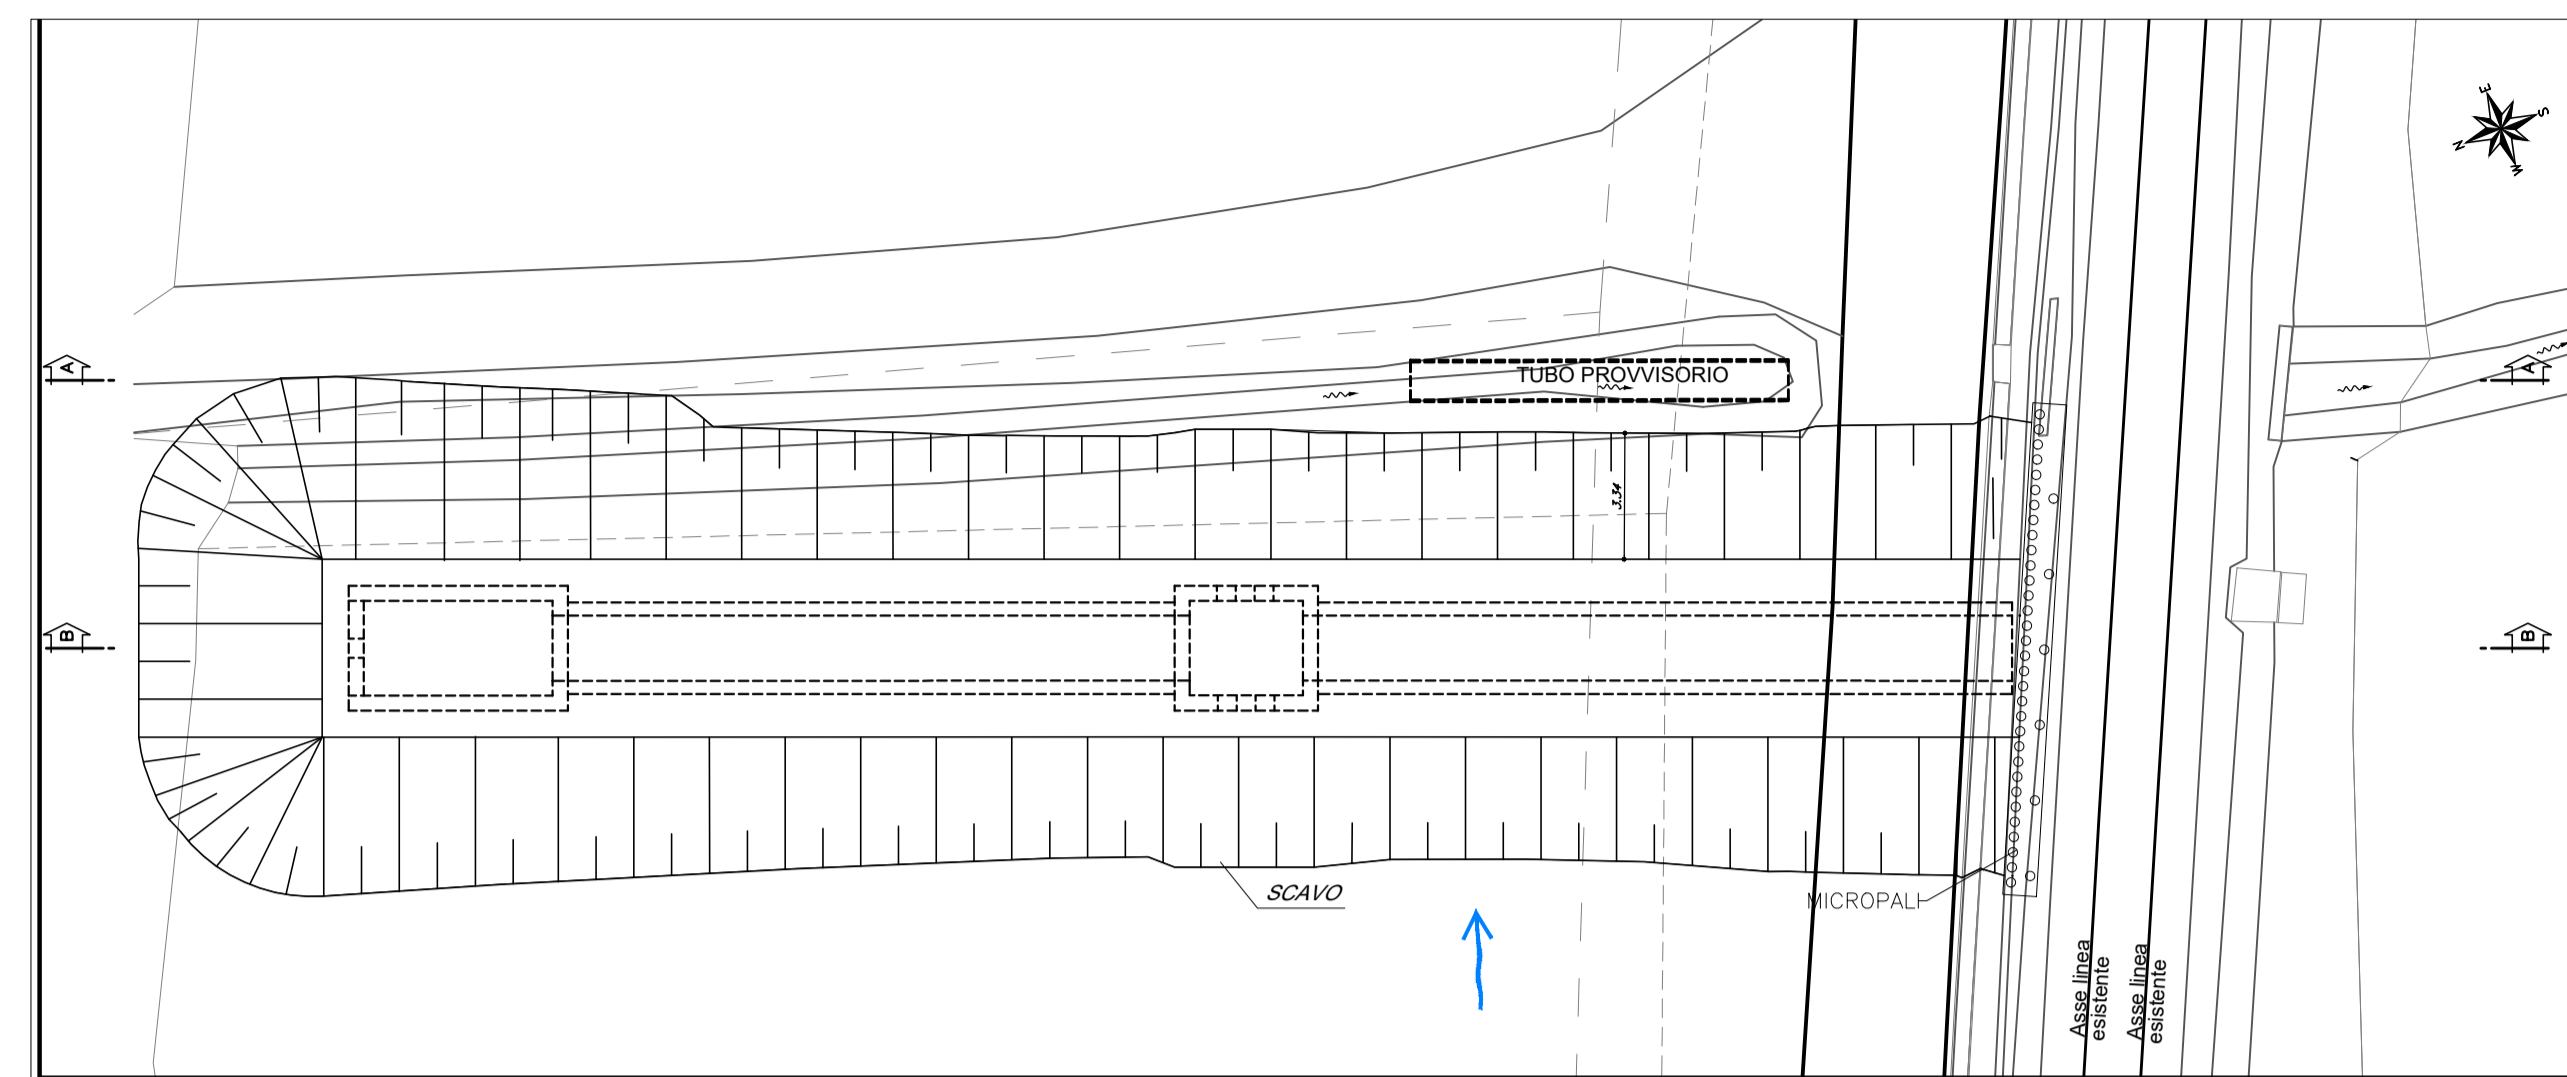 E
S
N
W
A
A
TUBO PROVVISORIO
3.34
B
B
SCAVO
MICROPALI
Asse linea
esistente
Asse linea
esistente